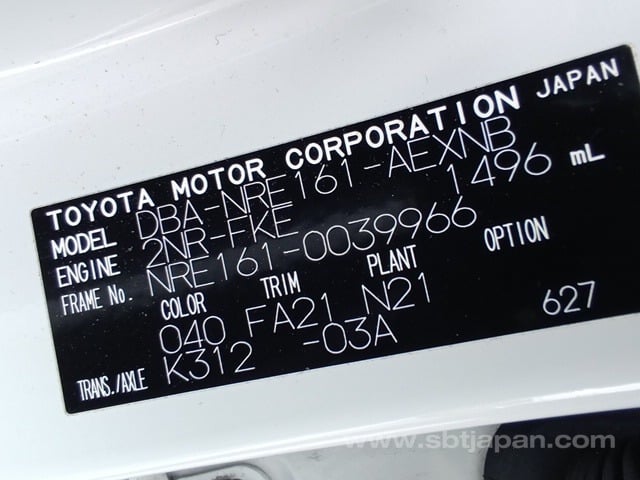 TOYOTA MOTOR CORPORATION JAPAN
MODEL DBA-NRE161-AEXNB
ENGINE 2NR-FKE 1496 mL
FRAME No. NRE161-0039966
COLOR TRIM PLANT OPTION
040 FA21 N21
TRANS./AXLE K312 -03A 627
www.sbtjapan.com